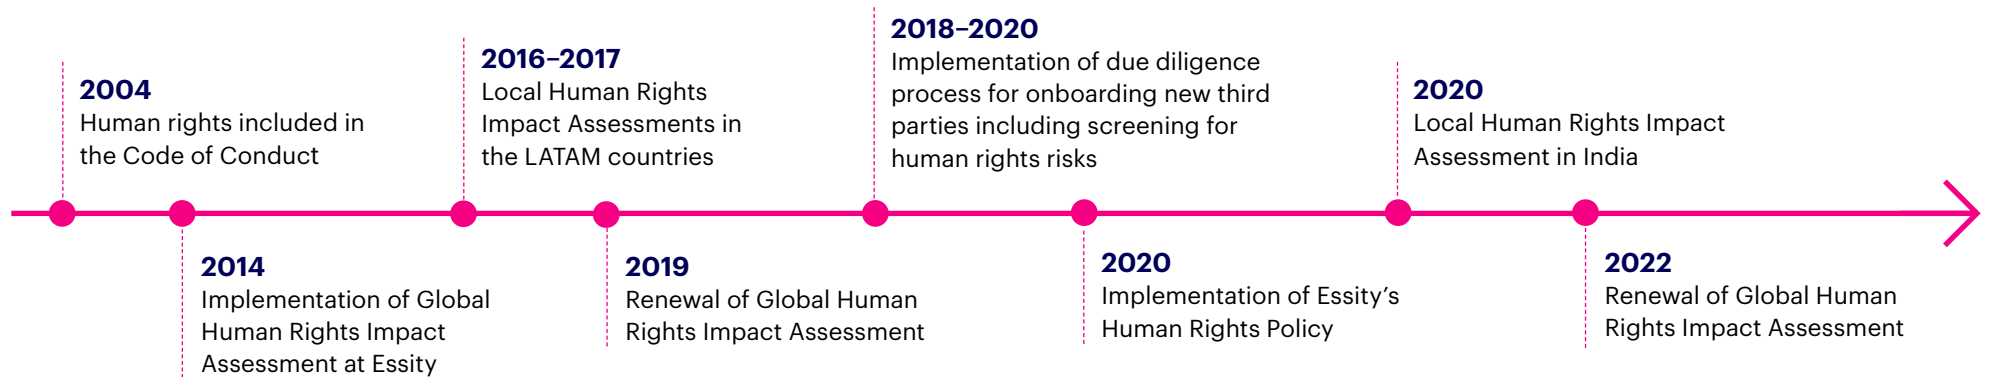 2004
Human rights included in
the Code of Conduct
2014
Implementation of Global
Human Rights Impact
Assessment at Essity
2016–2017
Local Human Rights
Impact Assessments in
the LATAM countries
2019
Renewal of Global Human
Rights Impact Assessment
2018–2020
Implementation of due diligence
process for onboarding new third
parties including screening for
human rights risks
2020
Implementation of Essity’s
Human Rights Policy
2020
Local Human Rights Impact
Assessment in India
2022
Renewal of Global Human
Rights Impact Assessment